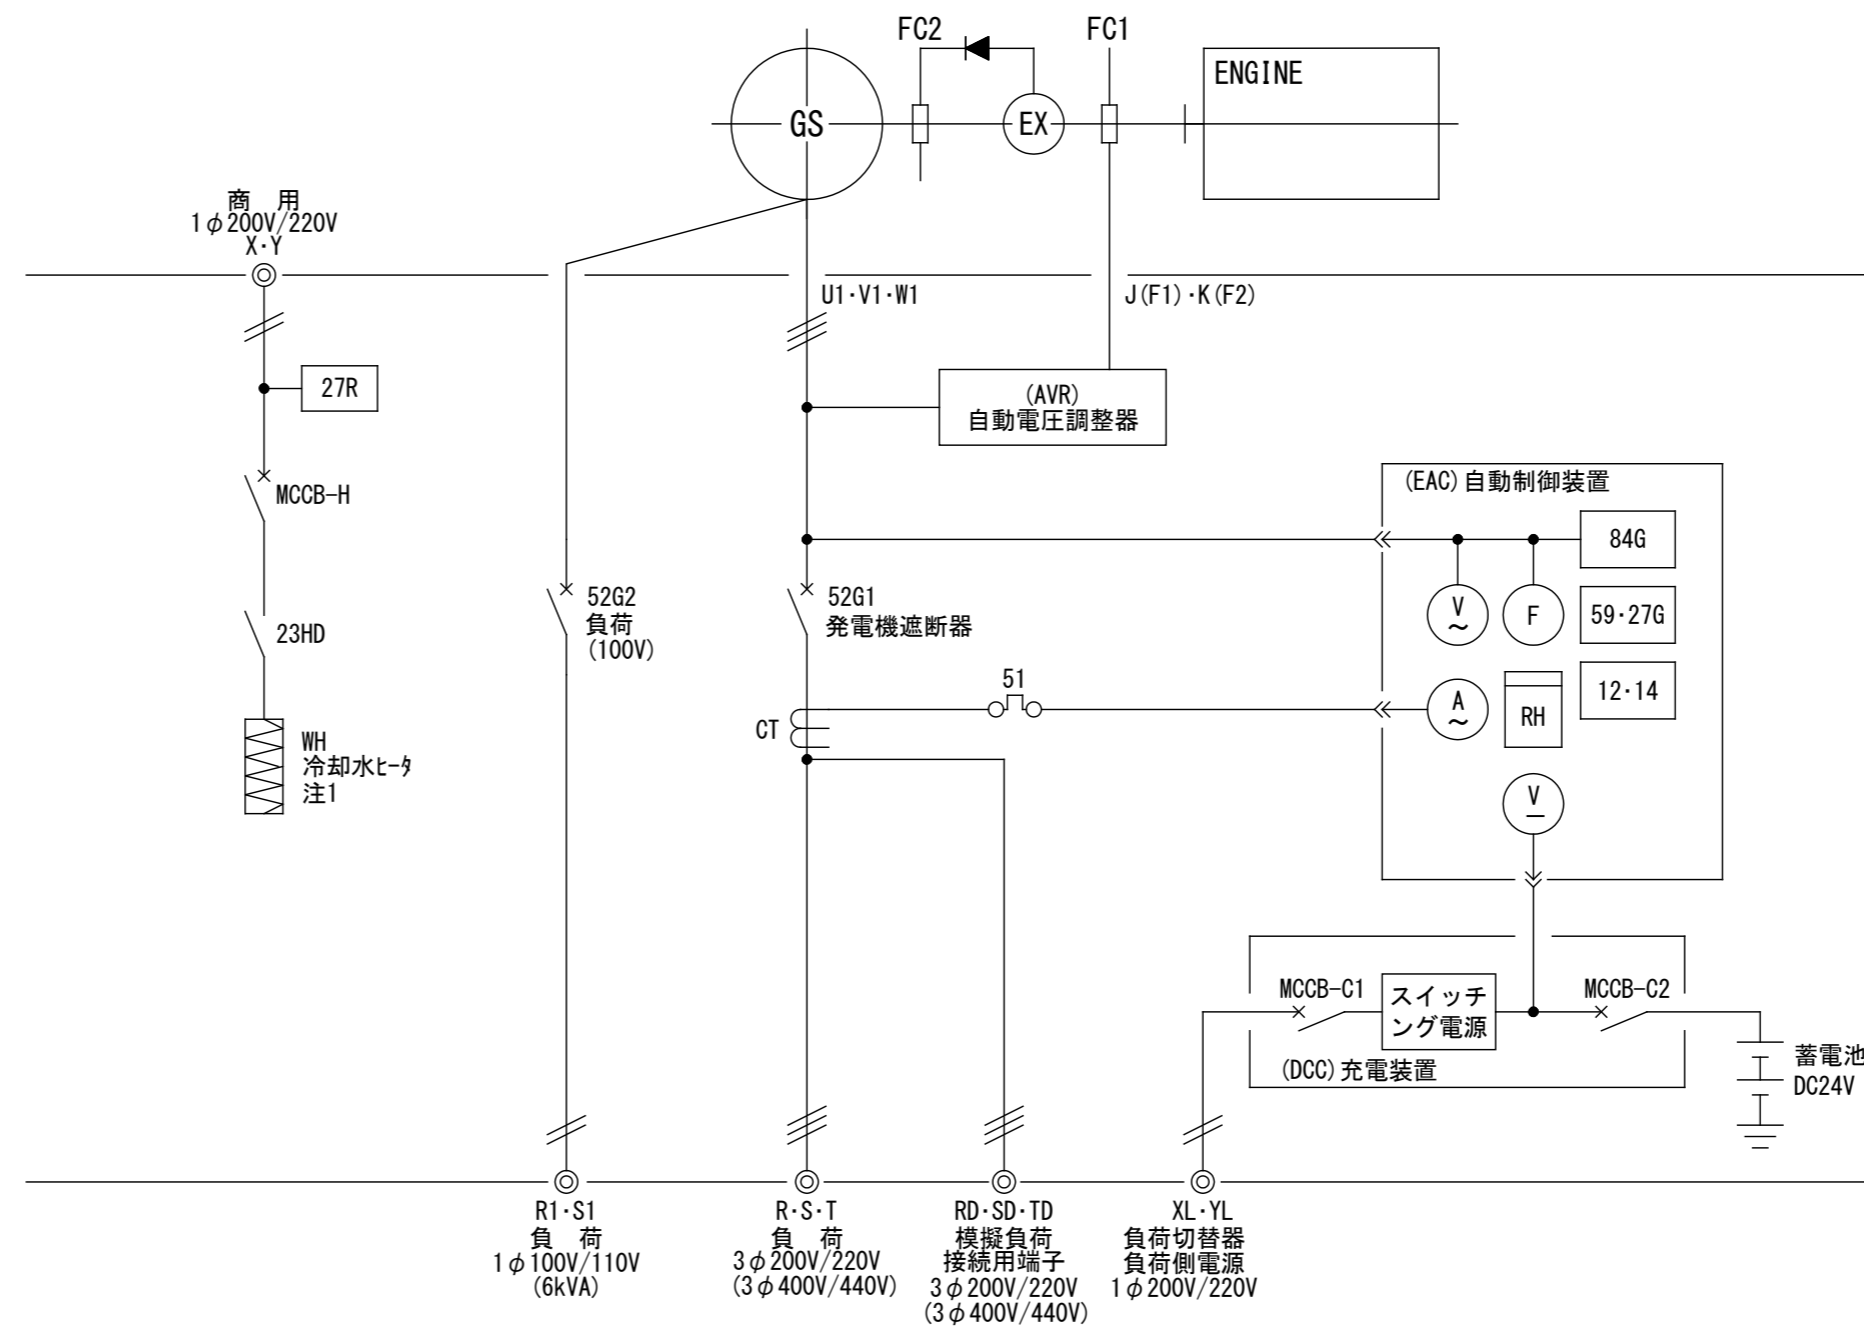 FC2
FC1
ENGINE
GS
EX
商　用
1φ200V/220V
X・Y
U1・V1・W1
J(F1)・K(F2)
27R
(AVR)
自動電圧調整器
MCCB-H
(EAC)自動制御装置
84G
52G2
負荷
(100V)
52G1
発電機遮断器
V
~
F
59・27G
23HD
51
12・14
A
~
RH
CT
WH
冷却水ﾋｰﾀ
注1
V
―
MCCB-C1
スイッチ
ング電源
MCCB-C2
(DCC)充電装置
蓄電池
DC24V
R1・S1
負　荷
1φ100V/110V
(6kVA)
R・S・T
負　荷
3φ200V/220V
(3φ400V/440V)
RD・SD・TD
模擬負荷
接続用端子
3φ200V/220V
(3φ400V/440V)
XL・YL
負荷切替器
負荷側電源
1φ200V/220V